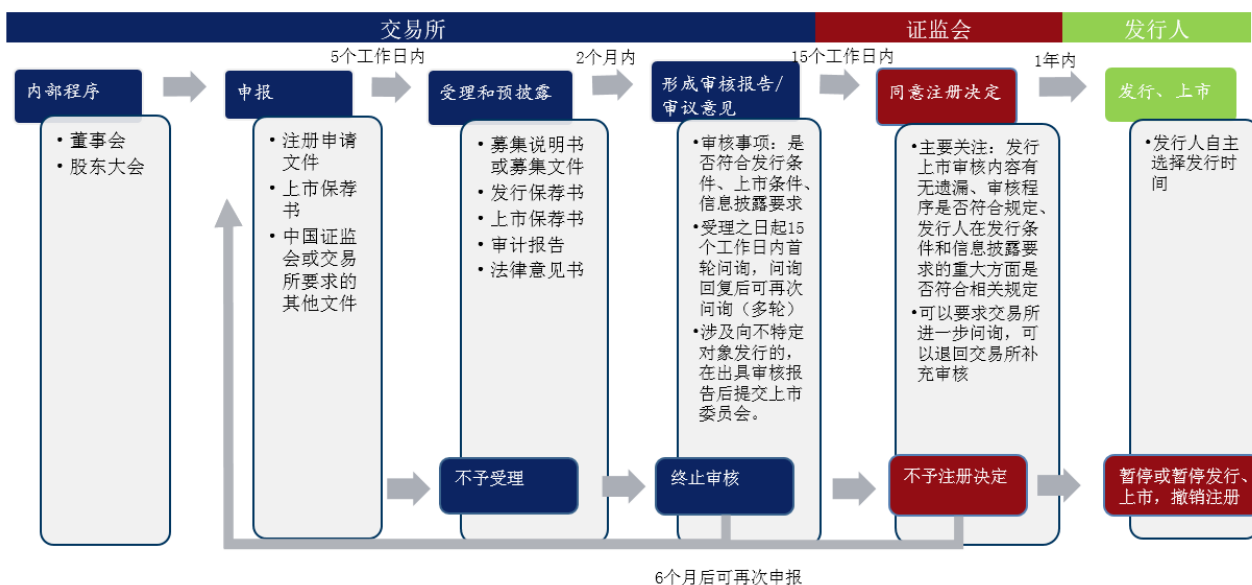 交易所
证监会
发行人
5个工作日内
2个月内
15个工作日内
1年内
内部程序
• 董事会
• 股东大会
申报
• 注册申请
文件
• 上市保荐
书
• 中国证监
会或交易
所要求的
其他文件
受理和预披露
• 募集说明书
或募集文件
• 发行保荐书
• 上市保荐书
• 审计报告
• 法律意见书
不予受理
形成审核报告/
审议意见
•审核事项：是
否符合发行条
件、上市条件、
信息披露要求
•受理之日起15
个工作日内首
轮问询，问询
回复后可再次
问询（多轮）
•涉及向不特定
对象发行的，
在出具审核报
告后提交上市
委员会。
终止审核
同意注册决定
•主要关注：发行
上市审核内容有
无遗漏、审核程
序是否符合规定、
发行人在发行条
件和信息披露要
求的重大方面是
否符合相关规定
•可以要求交易所
进一步问询，可
以退回交易所补
充审核
不予注册决定
发行、上市
•发行人自主
选择发行时
间
暂停或暂停发行、
上市，撤销注册
6个月后可再次申报